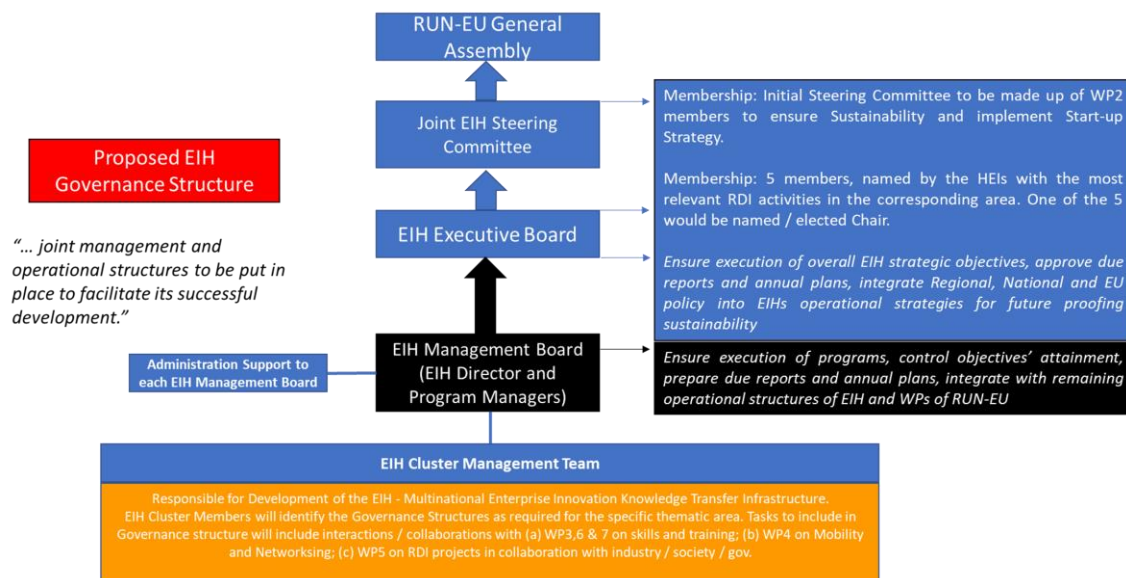 RUN-EU General
Assembly
Joint EIH Steering
Committee
EIH Executive Board
Proposed EIH
Governance Structure
"... joint management and
operational structures to be put in
place to facilitate its successful
development."
Membership: Initial Steering Committee to be made up of WP2
members to ensure Sustainability and implement Start-up
Strategy.
Membership: 5 members, named by the HEIs with the most
relevant RDI activities in the corresponding area. One of the 5
would be named / elected Chair.
Ensure execution of overall EIH strategic objectives, approve due
reports and annual plans, integrate Regional, National and EU
policy into EIHs operational strategies for future proofing
sustainability
Administration Support to
each EIH Management Board
EIH Management Board
(EIH Director and
Program Managers)
Ensure execution of programs, control objectives' attainment,
prepare due reports and annual plans, integrate with remaining
operational structures of EIH and WPs of RUN-EU
EIH Cluster Management Team
Responsible for Development of the EIH - Multinational Enterprise Innovation Knowledge Transfer Infrastructure.
EIH Cluster Members will identify the Governance Structures as required for the specific thematic area. Tasks to include in
Governance structure will include interactions / collaborations with (a) WP3,6 & 7 on skills and training; (b) WP4 on Mobility
and Networksing; (c) WP5 on RDI projects in collaboration with industry / society / gov.